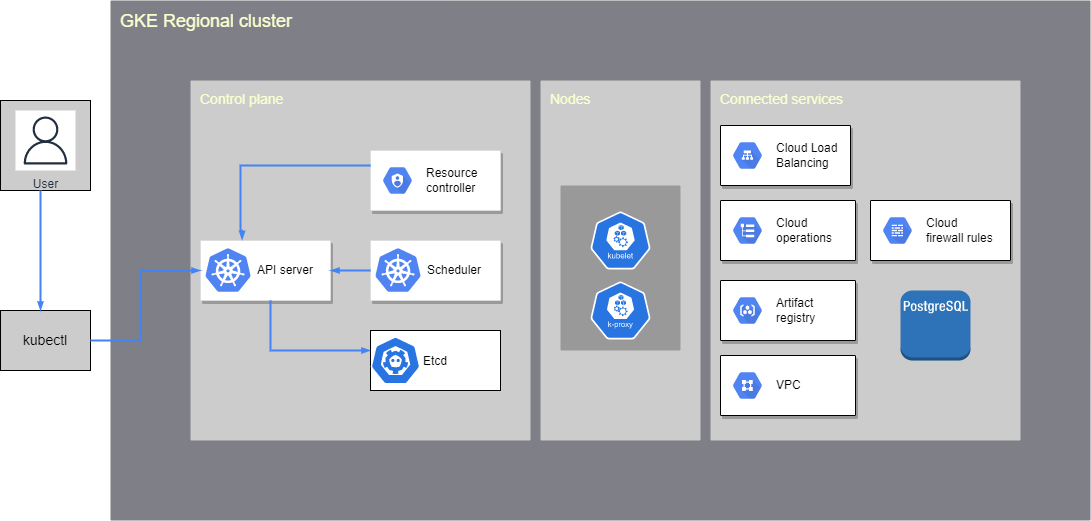 GKE Regional cluster
User
kubectl
Control plane
Resource
controller
API server
Scheduler
Etcd
Nodes
kubelet
k-proxy
Connected services
Cloud Load
Balancing
Cloud
operations
Cloud
firewall rules
Artifact
registry
PostgreSQL
VPC